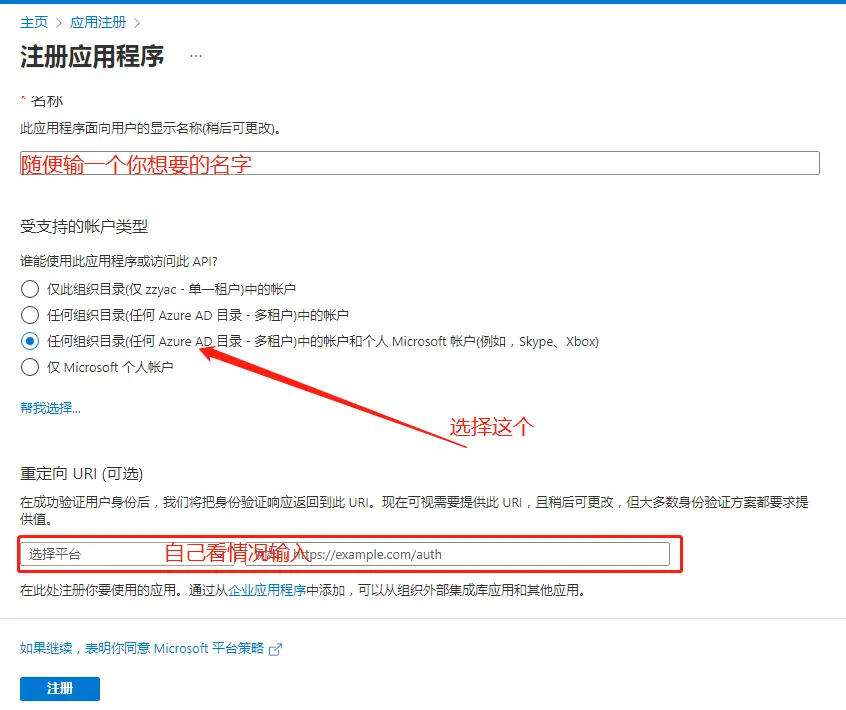 主页 > 应用注册 >
注册应用程序 ...
* 名称
此应用程序面向用户的显示名称(稍后可更改)。
随便输一个你想要的名字
受支持的帐户类型
谁能使用此应用程序或访问此 API?
仅此组织目录(仅 zzyac - 单一租户)中的帐户
任何组织目录(任何 Azure AD 目录 - 多租户)中的帐户
任何组织目录(任何 Azure AD 目录 - 多租户)中的帐户和个人 Microsoft 帐户(例如，Skype、Xbox)
仅 Microsoft 个人帐户
帮我选择...
选择这个
重定向 URI (可选)
在成功验证用户身份后，我们将把身份验证响应返回到此 URI。现在可视需要提供此 URI，且稍后可更改，但大多数身份验证方案都要求提
供值。
选择平台 自己看情况输入 https://example.com/auth
在此处注册你要使用的应用。通过从企业应用程序中添加，可以从组织外部集成库应用和其他应用。
如果继续，表明你同意 Microsoft 平台策略
注册